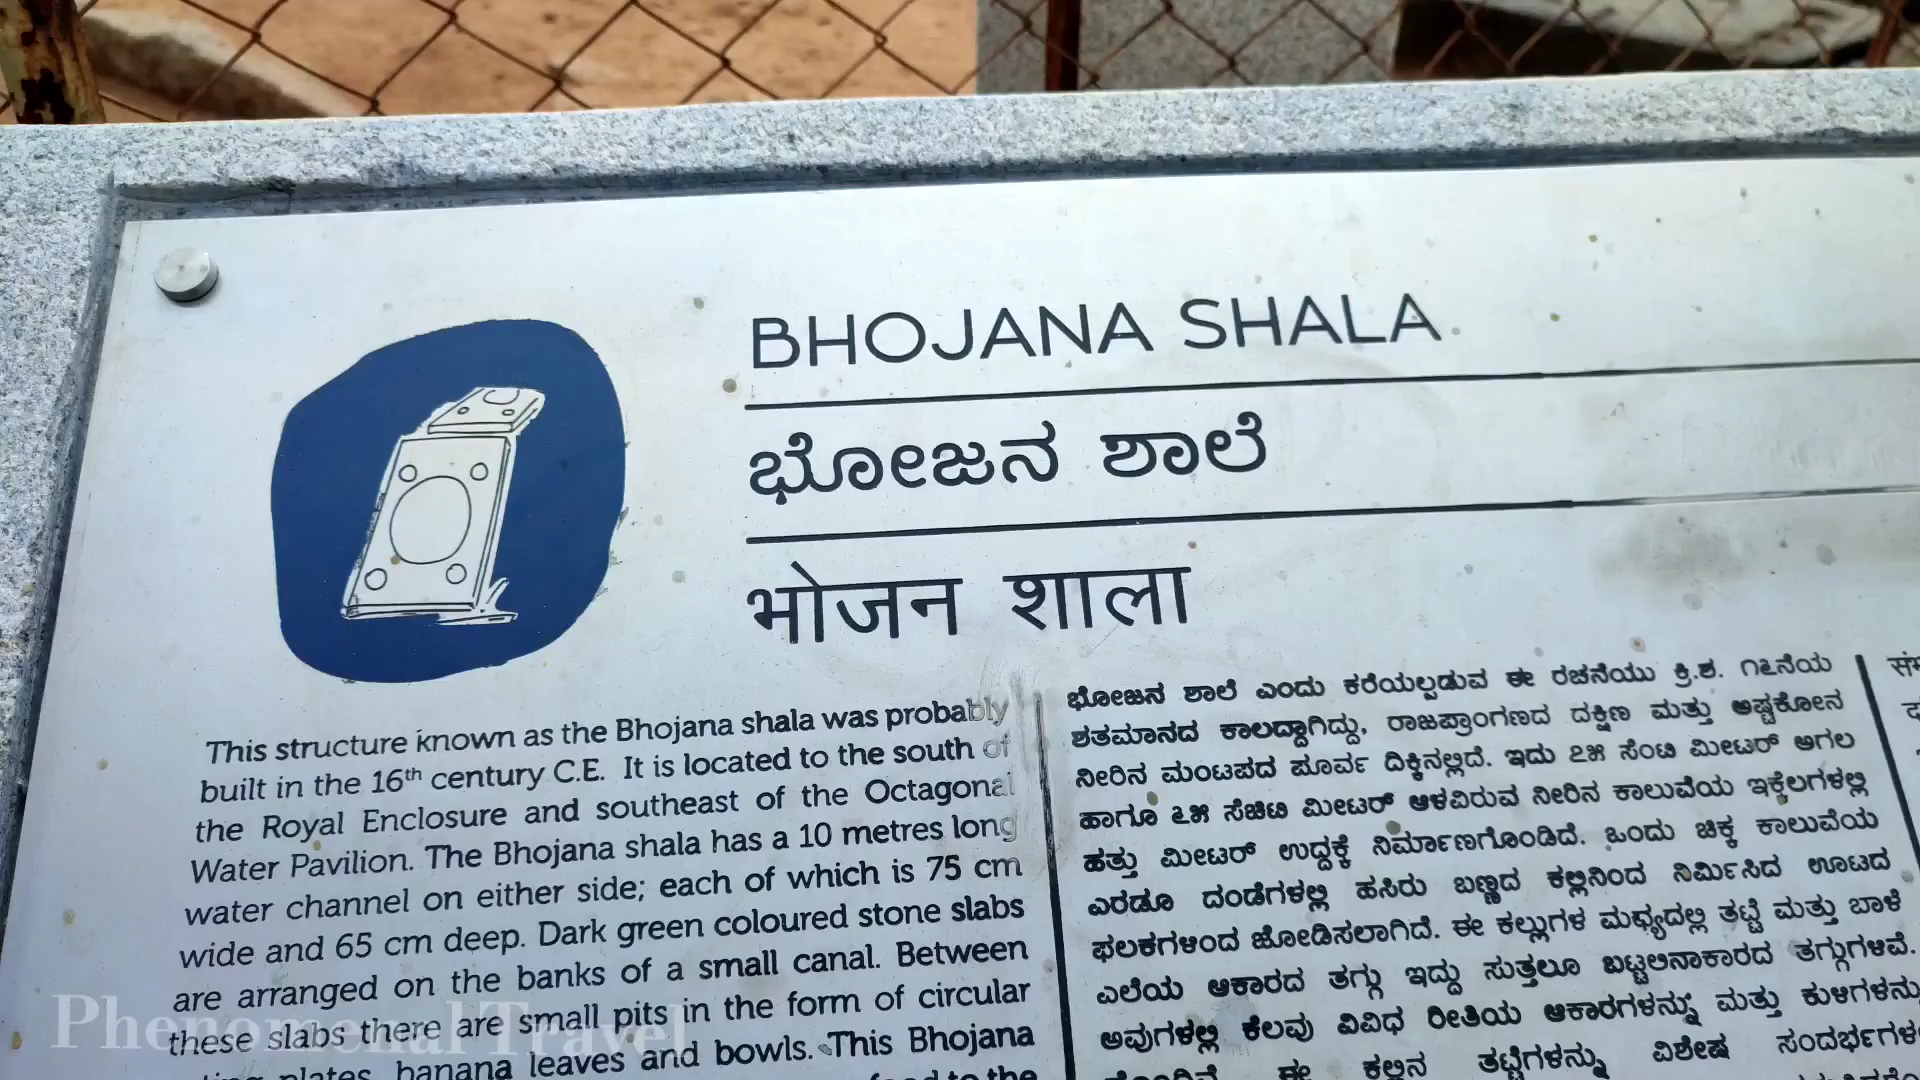 BHOJANA SHALA
ಭೋಜನ ಶಾಲೆ
भोजन शाला
This structure known as the Bhojana shala was probably
built in the 16th century C.E. It is located to the south of
the Royal Enclosure and southeast of the Octagonal
Water Pavilion. The Bhojana shala has a 10 metres long
water channel on either side; each of which is 75 cm
wide and 65 cm deep. Dark green coloured stone slabs
are arranged on the banks of a small canal. Between
these slabs there are small pits in the form of circular
plates, banana leaves and bowls. This Bhojana
to the
ಭೋಜನ ಶಾಲೆ ಎಂದು ಕರೆಯಲ್ಪಡುವ ಈ ರಚನೆಯು ಕ್ರಿ.ಶ. ೧೬ನೆಯ
ಶತಮಾನದ ಕಾಲದ್ದಾಗಿದ್ದು, ರಾಜಪ್ರಾಂಗಣದ ದಕ್ಷಿಣ ಮತ್ತು ಅಷ್ಟಕೋನ
ನೀರಿನ ಮಂಟಪದ ಪೂರ್ವ ದಿಕ್ಕಿನಲ್ಲಿದೆ. ಇದು ೭೫ ಸೆಂಟಿ ಮೀಟರ್ ಅಗಲ
ಹಾಗೂ ೬೫ ಸೆಚಿಟಿ ಮೀಟರ್ ಆಳವಿರುವ ನೀರಿನ ಕಾಲುವೆಯ ಇಕ್ಕೆಲಗಳಲ್ಲಿ
ಹತ್ತು ಮೀಟರ್ ಉದ್ದಕ್ಕೆ ನಿರ್ಮಾಣಗೊಂಡಿದೆ. ಒಂದು ಚಿಕ್ಕ ಕಾಲುವೆಯ
ಎರಡೂ ದಂಡೆಗಳಲ್ಲಿ ಹಸಿರು ಬಣ್ಣದ ಕಲ್ಲಿನಿಂದ ನಿರ್ಮಿಸಿದ ಊಟದ
ಫಲಕಗಳಿಂದ ಜೋಡಿಸಲಾಗಿದೆ. ಈ ಕಲ್ಲುಗಳ ಮಧ್ಯದಲ್ಲಿ ತಟ್ಟೆ ಮತ್ತು ಬಾಳೆ
ಎಲೆಯ ಆಕಾರದ ತಗ್ಗು ಇದ್ದು ಸುತ್ತಲೂ ಬಟ್ಟಲಿನಾಕಾರದ ತಗ್ಗುಗಳಿವೆ.
ಅವುಗಳಲ್ಲಿ ಕೆಲವು ವಿವಿಧ ರೀತಿಯ ಆಕಾರಗಳನ್ನು ಮತ್ತು ಕುಳಿಗಳನ್ನು
ಈ ಕಲ್ಲಿನ ತಟ್ಟೆಗಳನ್ನು ವಿಶೇಷ
Phenomenal Travel